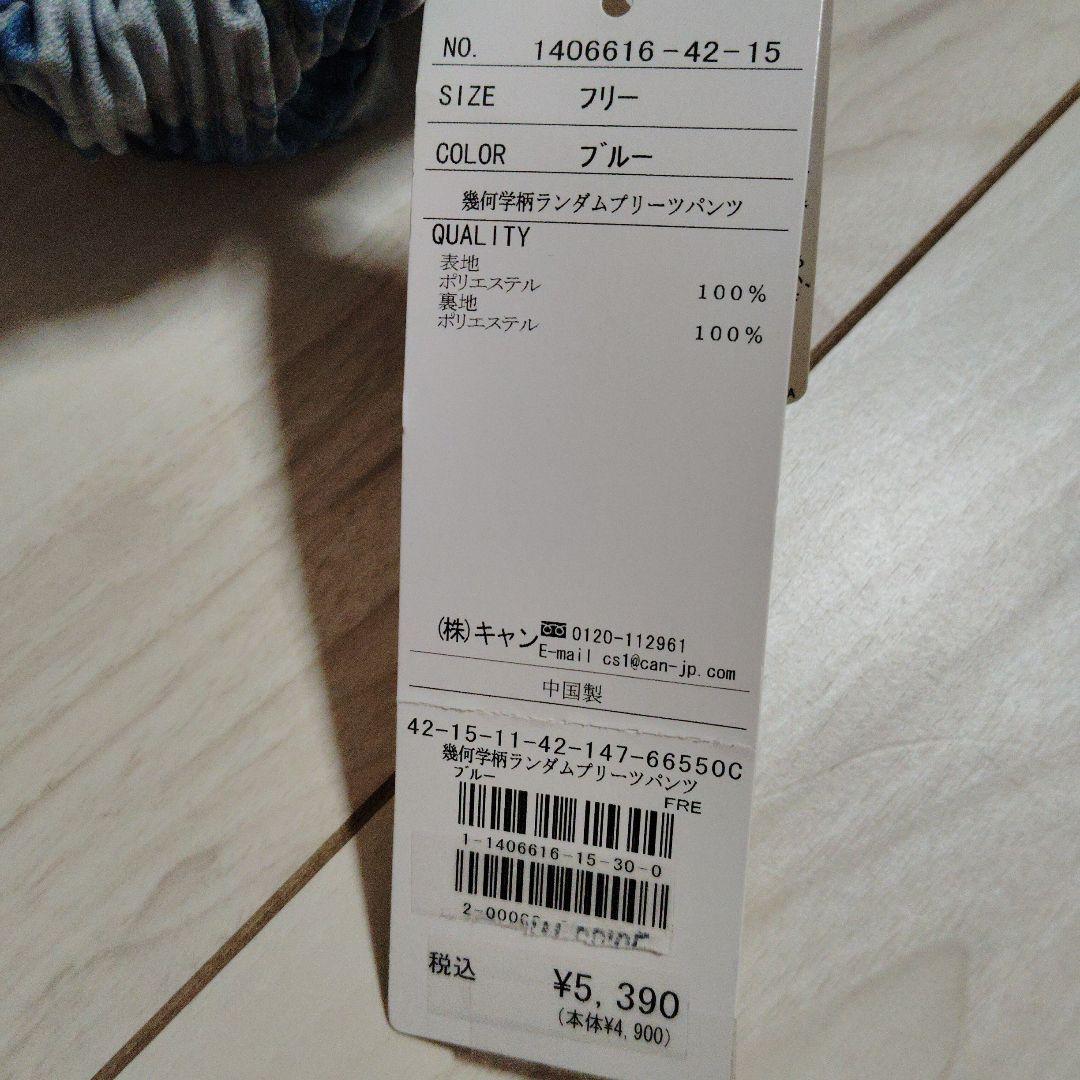 NO. 1406616-42-15
SIZE フリー
COLOR ブルー
幾何学柄ランダムプリーツパンツ
QUALITY
表地
ポリエステル 100%
裏地
ポリエステル 100%
(株)キャン 0120-112961
E-mail cs1@can-jp.com
中国製
42-15-11-42-147-66550C
幾何学柄ランダムプリーツパンツ
ブルー
FRE
1-1406616-15-30-0
税込 ¥5,390
(本体¥4,900)